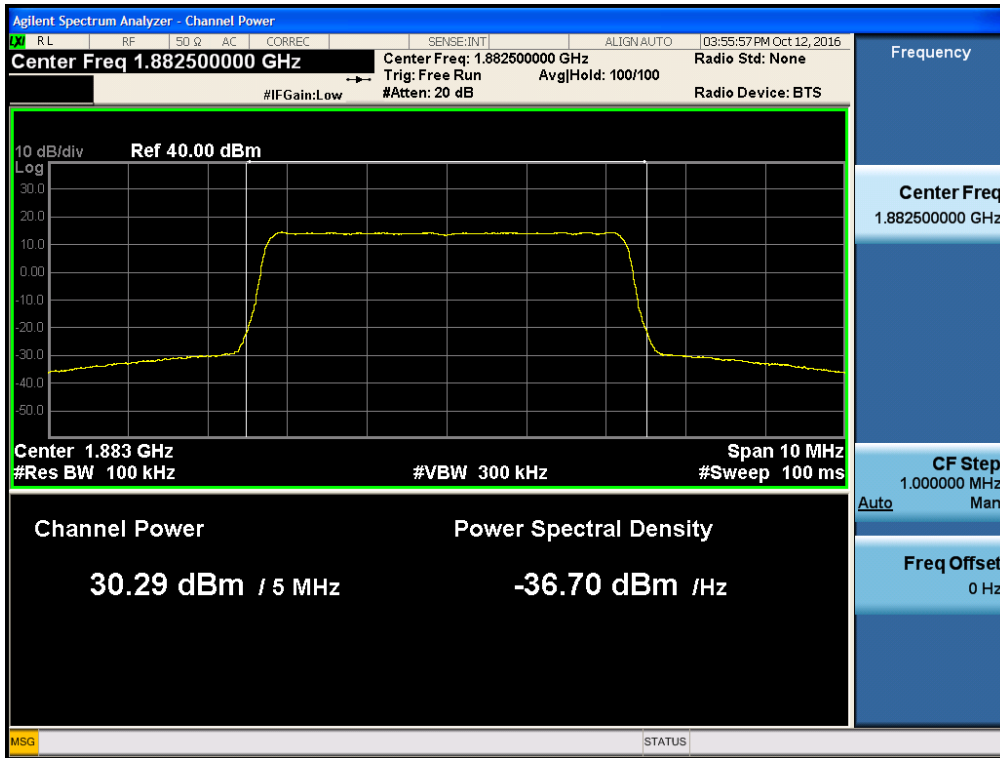 Agilent Spectrum Analyzer - Channel Power
LXI RL RF 50 Ω AC CORREC SENSE:INT ALIGN AUTO 03:55:57 PM Oct 12, 2016
Center Freq 1.882500000 GHz
Center Freq: 1.882500000 GHz Radio Std: None
Trig: Free Run Avg|Hold: 100/100
#IFGain:Low #Atten: 20 dB Radio Device: BTS
10 dB/div Ref 40.00 dBm
Log
30.0
20.0
10.0
0.00
-10.0
-20.0
-30.0
-40.0
-50.0
Center 1.883 GHz Span 10 MHz
#Res BW 100 kHz #VBW 300 kHz #Sweep 100 ms
Channel Power Power Spectral Density
30.29 dBm / 5 MHz -36.70 dBm /Hz
Frequency
Center Freq
1.882500000 GHz
CF Step
1.000000 MHz
Auto Man
Freq Offset
0 Hz
MSG STATUS